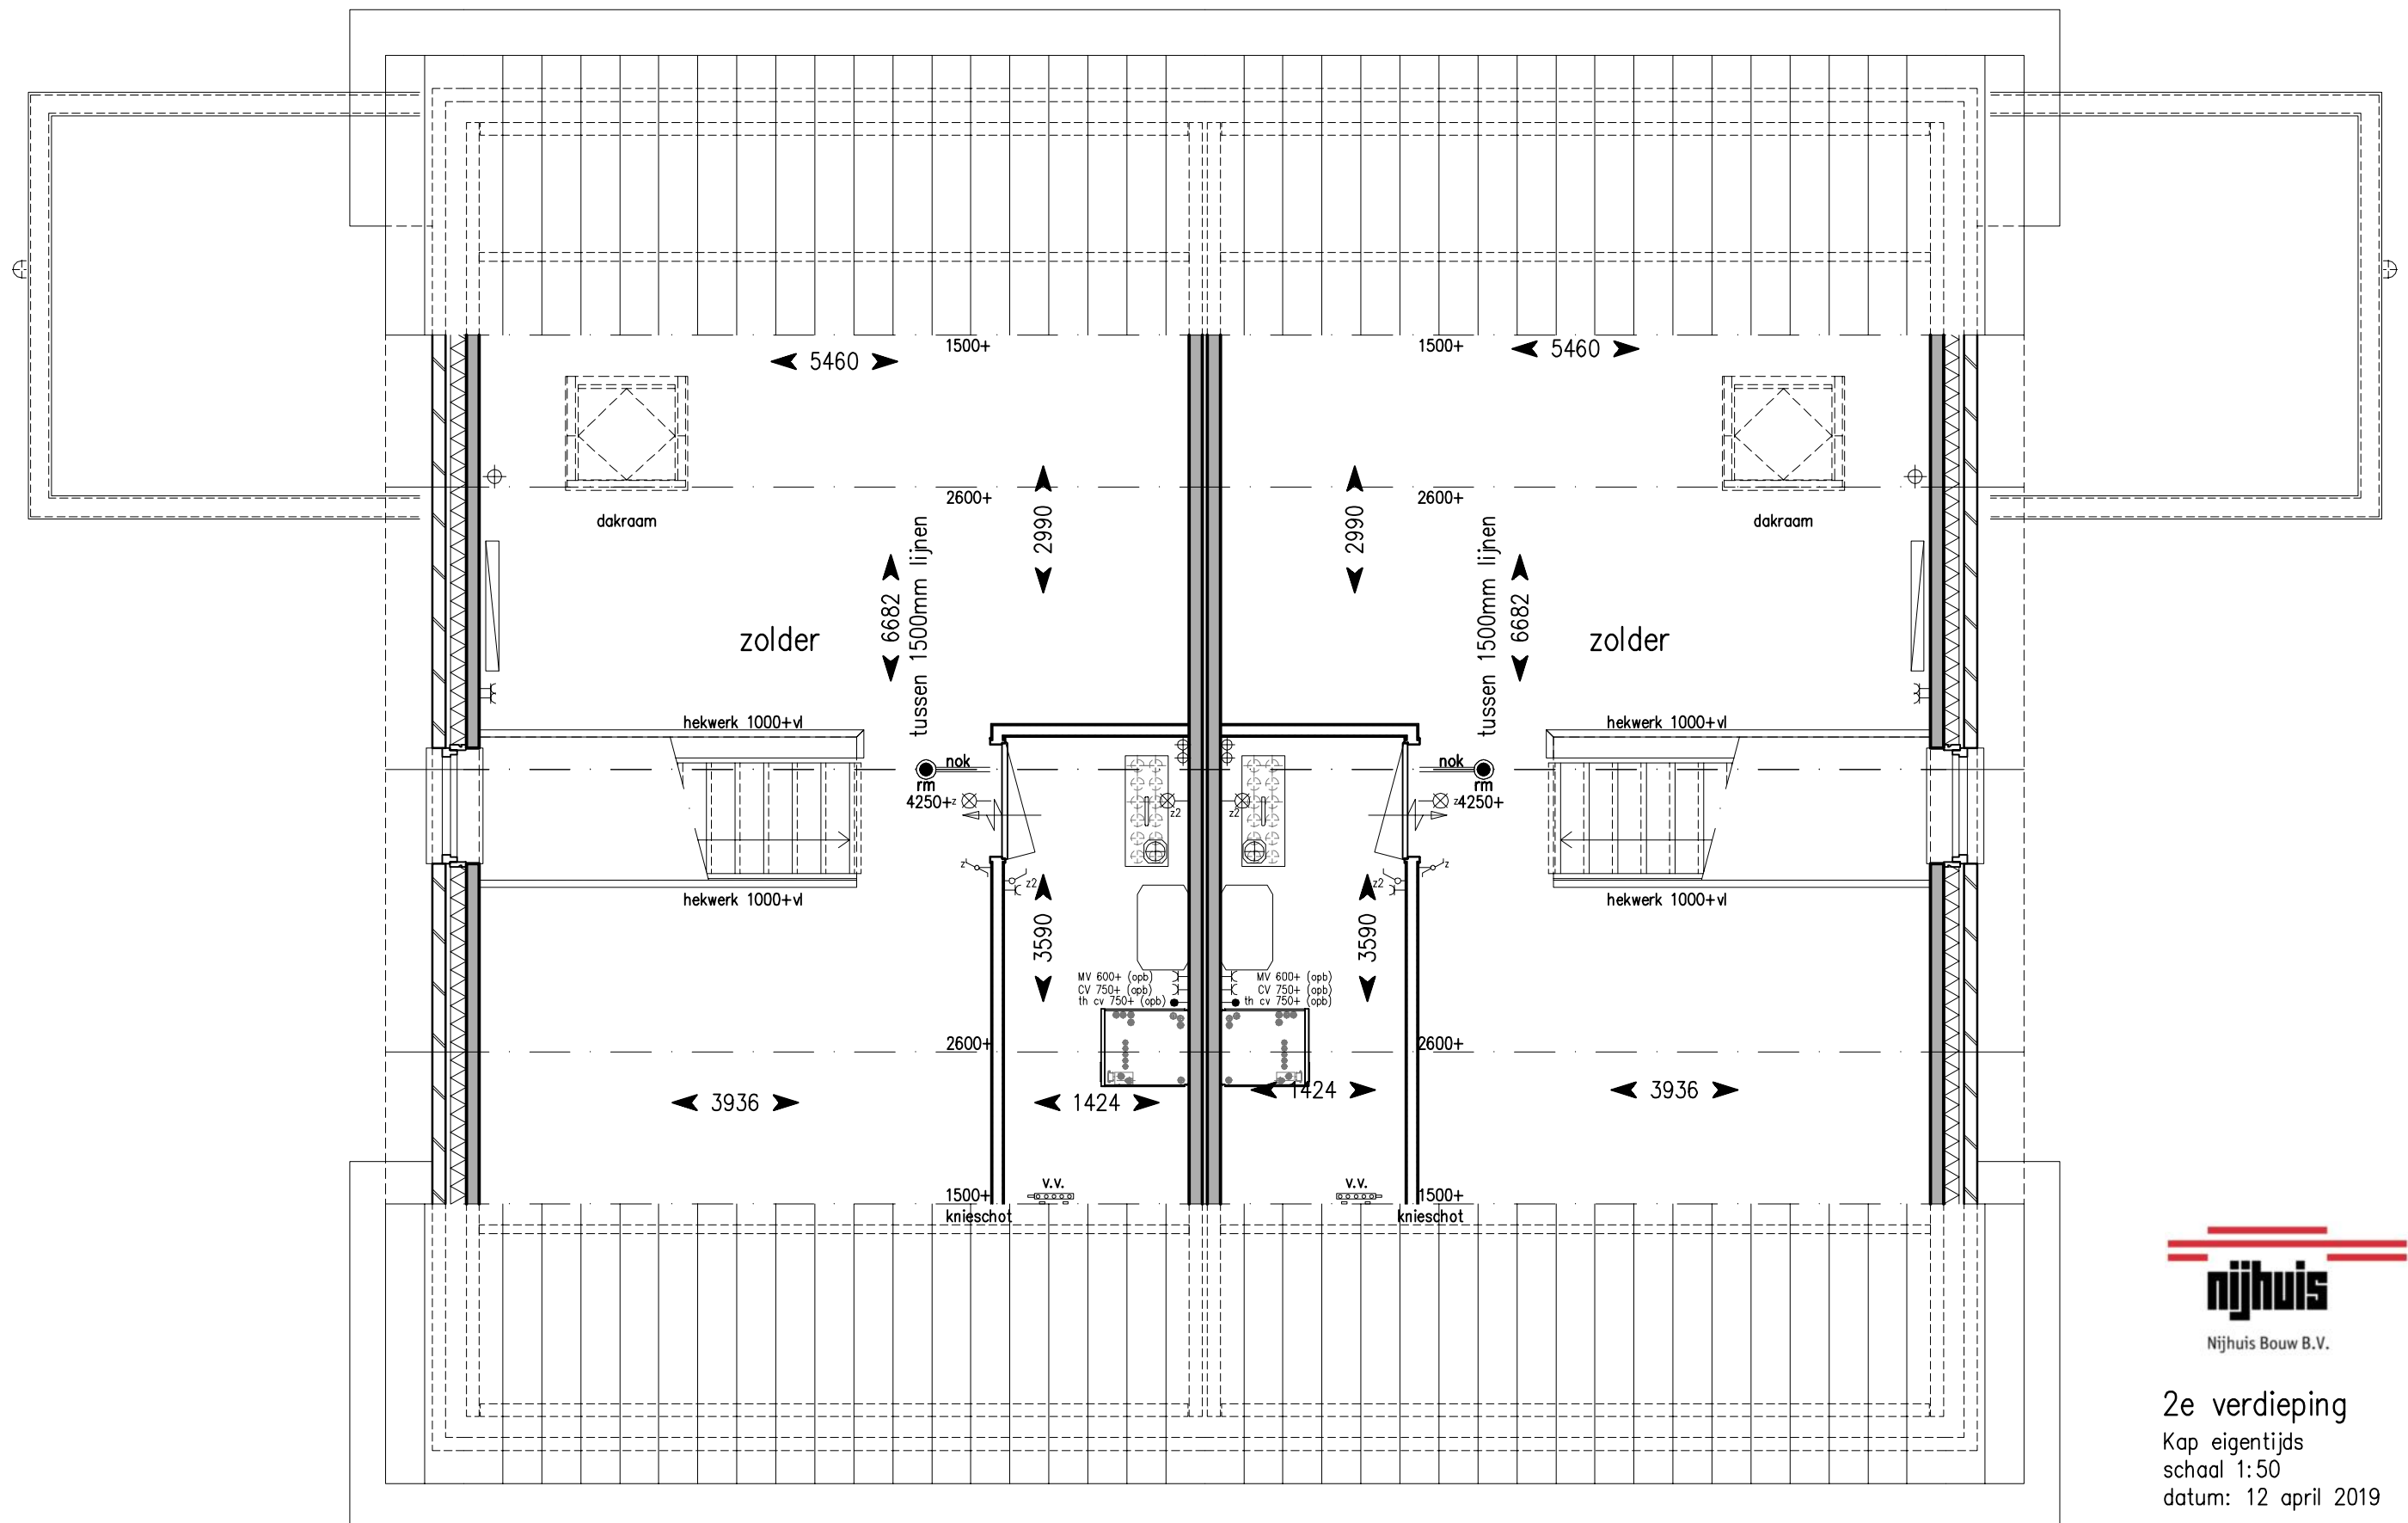 1500+
1500+
5460
5460
2600+
2600+
dakraam
dakraam
2990
2990
tussen 1500mm lijnen
6682
tussen 1500mm lijnen
6682
zolder
zolder
hekwerk 1000+vl
hekwerk 1000+vl
nok
nok
rm
rm
4250+
z
z
4250+
z2
z2
z
z
z2
z2
hekwerk 1000+vl
hekwerk 1000+vl
3590
3590
MV 600+ (opb)
MV 600+ (opb)
CV 750+ (opb)
CV 750+ (opb)
th cv 750+ (opb)
th cv 750+ (opb)
2600+
2600+
3936
1424
1424
3936
v.v.
v.v.
1500+
1500+
knieschot
knieschot
nijhuis
Nijhuis Bouw B.V.
2e verdieping
Kap eigentijds
schaal 1:50
datum: 12 april 2019